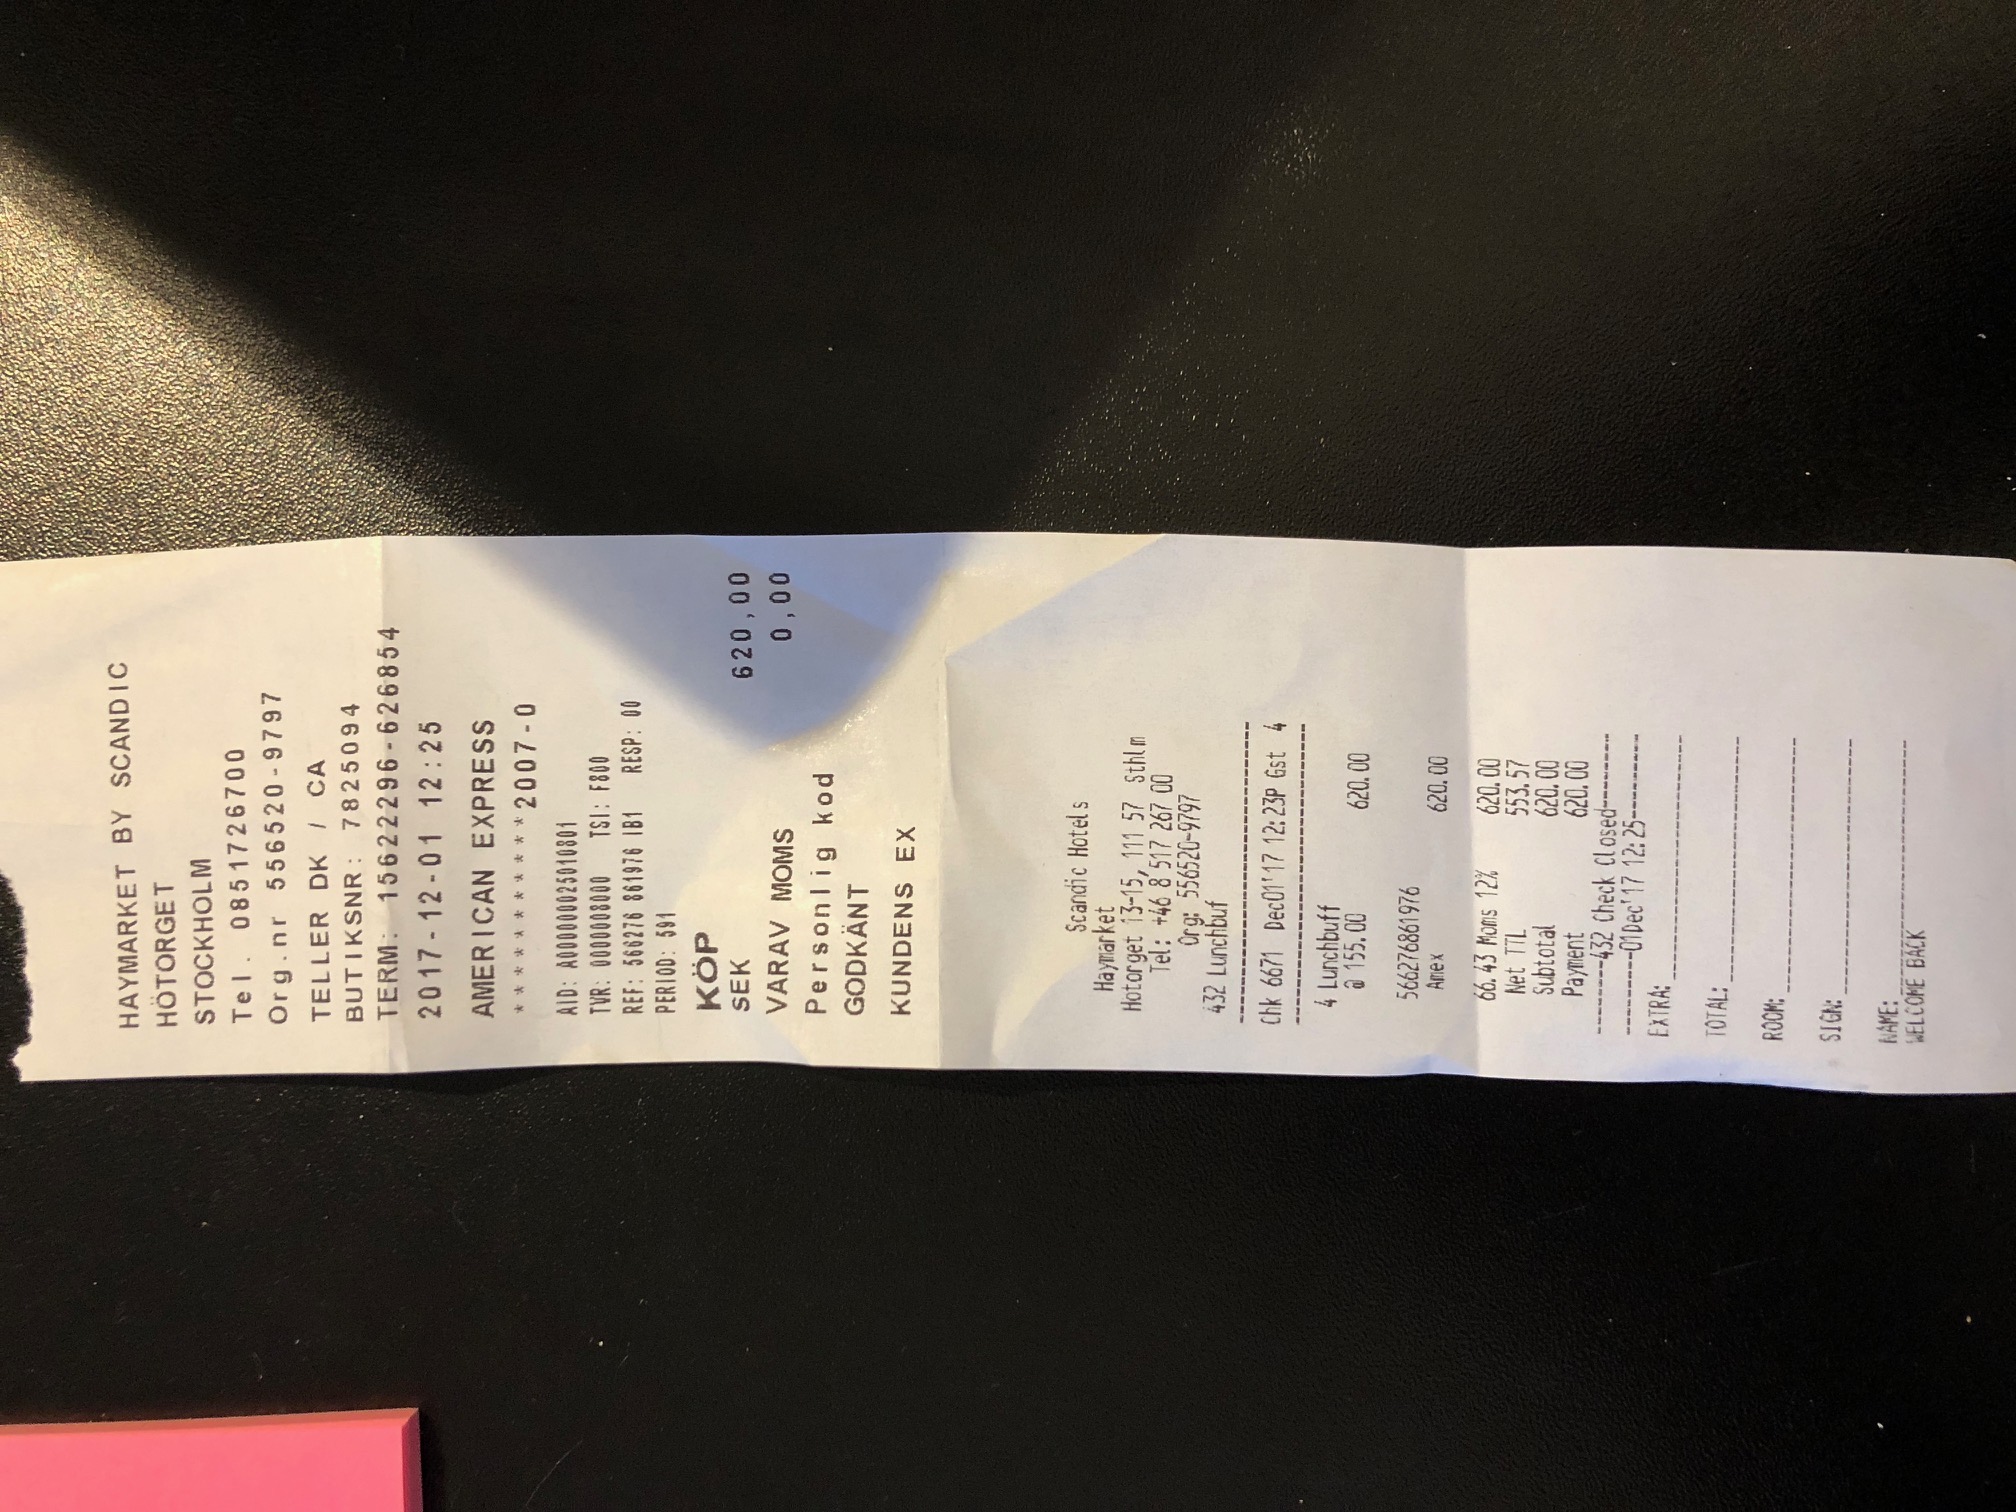 HAYMARKET BY SCANDIC
HÖTORGET
STOCKHOLM
Tel. 0851726700
Org.nr 556520-9797
TELLER DK / CA
BUTIKSNR: 7825094
TERM: 15622296-626854
2017-12-01 12:25
AMERICAN EXPRESS
***********2007-0
AID: A000000025010801
TVR: 0000008000 TSI: F800
REF: 566276 861976 IB1 RESP: 00
PERIOD: 591
KÖP
SEK 620,00
VARAV MOMS 0,00
Personlig kod
GODKÄNT
KUNDENS EX
Scandic Hotels
Haymarket
Hotorget 13-15, 111 57 Sthlm
Tel: +46 8 517 267 00
Org: 556520-9797
432 Lunchbuf
--------------------------------
Chk 6671 Dec01'17 12:23P Gst 4
--------------------------------
4 Lunchbuff
@ 155.00 620.00
566276861976
Amex 620.00
66.43 Moms 12% 620.00
Net TTL 553.57
Subtotal 620.00
Payment 620.00
--------432 Check Closed--------
---------01Dec'17 12:25---------
EXTRA:__________________________
TOTAL:__________________________
ROOM:___________________________
SIGN:___________________________
NAME:___________________________
WELCOME BACK